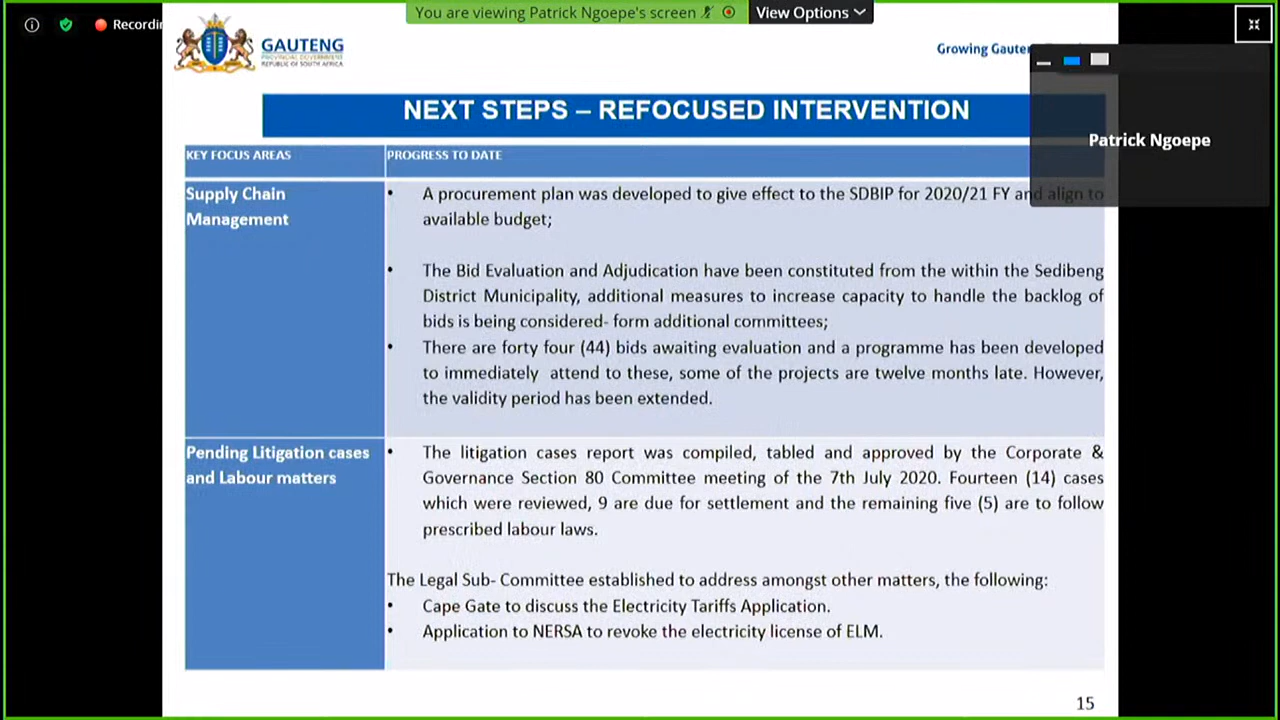 You are viewing Patrick Ngoepe's screen
View Options
Recordin
GAUTENG
PROVINCIAL GOVERNMENT
REPUBLIC OF SOUTH AFRICA
Growing Gaute
Patrick Ngoepe
NEXT STEPS – REFOCUSED INTERVENTION
KEY FOCUS AREAS
PROGRESS TO DATE
Supply Chain
Management
• A procurement plan was developed to give effect to the SDBIP for 2020/21 FY and align to
available budget;
• The Bid Evaluation and Adjudication have been constituted from the within the Sedibeng
District Municipality, additional measures to increase capacity to handle the backlog of
bids is being considered- form additional committees;
• There are forty four (44) bids awaiting evaluation and a programme has been developed
to immediately attend to these, some of the projects are twelve months late. However,
the validity period has been extended.
Pending Litigation cases
and Labour matters
• The litigation cases report was compiled, tabled and approved by the Corporate &
Governance Section 80 Committee meeting of the 7th July 2020. Fourteen (14) cases
which were reviewed, 9 are due for settlement and the remaining five (5) are to follow
prescribed labour laws.
The Legal Sub- Committee established to address amongst other matters, the following:
• Cape Gate to discuss the Electricity Tariffs Application.
• Application to NERSA to revoke the electricity license of ELM.
15